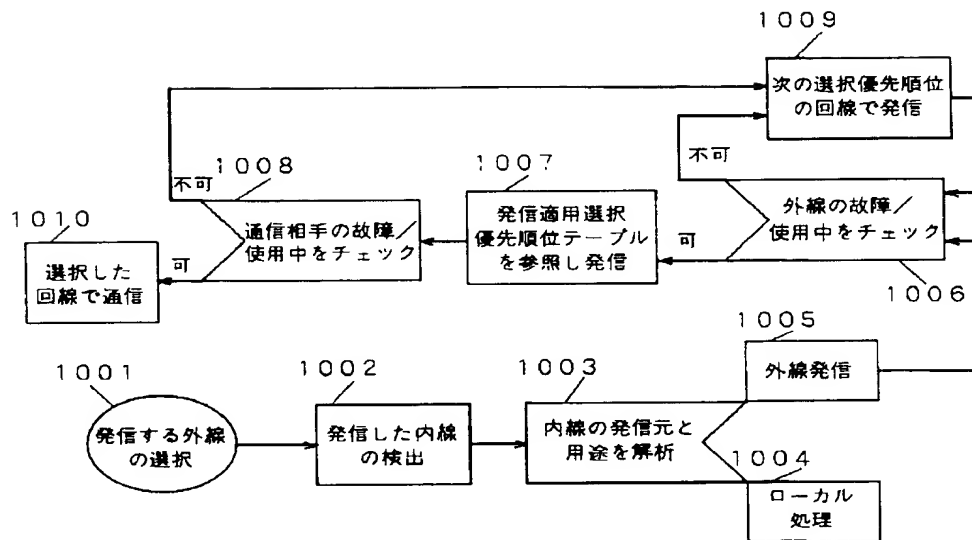 1009
次の選択優先順位
の回線で発信
不可
1008
不可
通信相手の故障／
使用中をチェック
可
1007
発信適用選択
優先順位テーブル
を参照し発信
可
外線の故障／
使用中をチェック
1006
1010
選択した
回線で通信
1001
発信する外線
の選択
1002
発信した内線
の検出
1003
内線の発信元と
用途を解析
1005
外線発信
1004
ローカル
処理